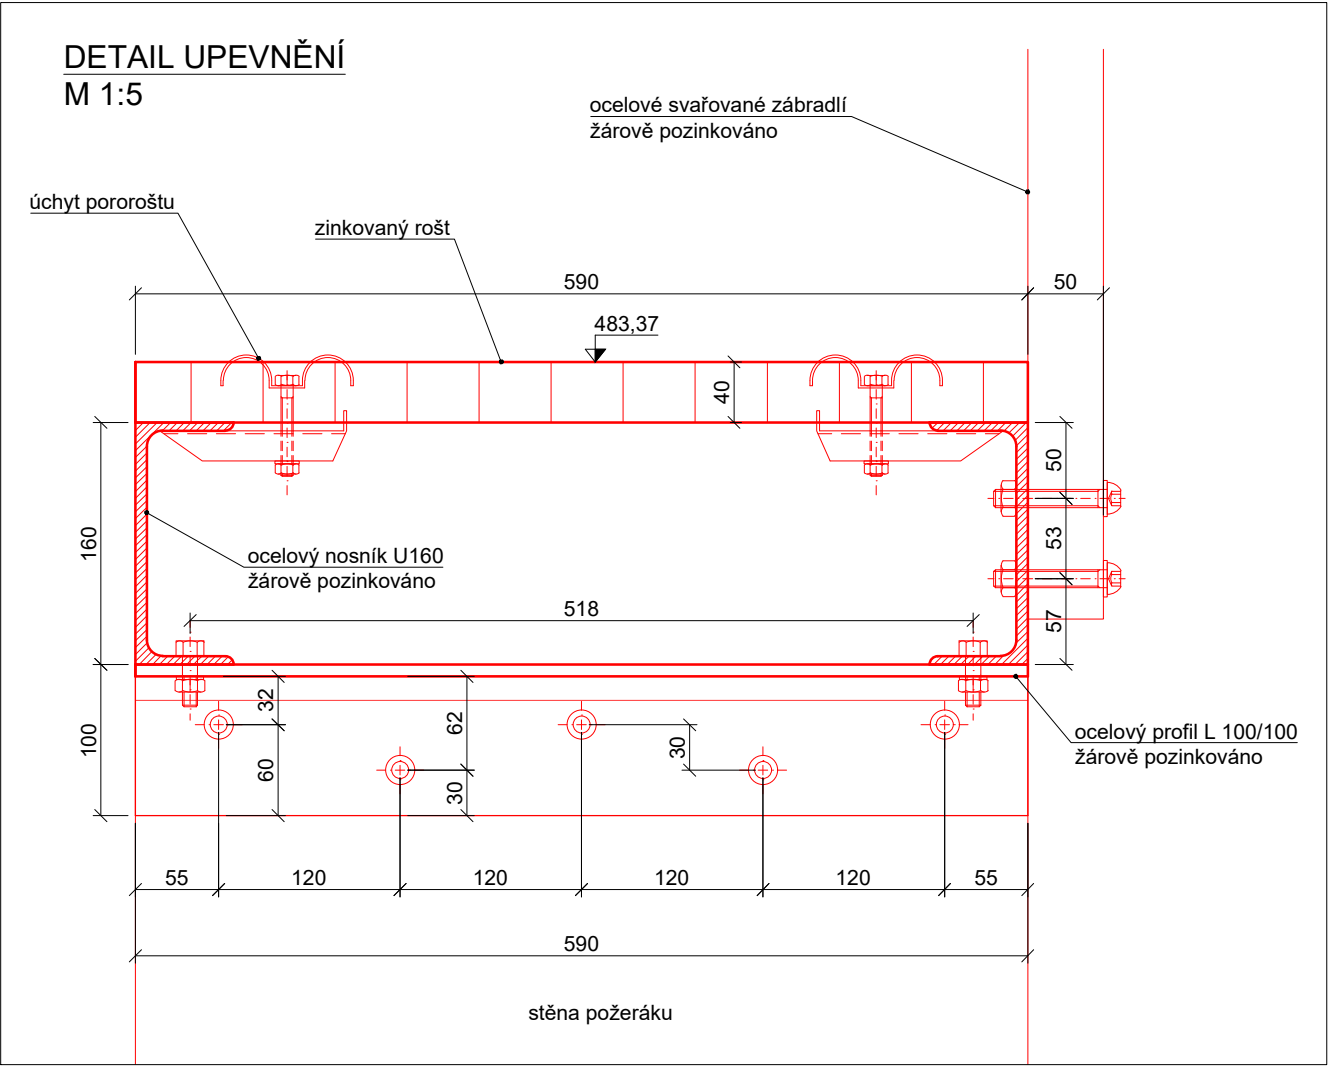 DETAIL UPEVNĚNÍ
M 1:5
ocelové svařované zábradlí
žárově pozinkováno
úchyt pororoštu
zinkovaný rošt
590
50
483,37
40
50
160
53
ocelový nosník U160
žárově pozinkováno
518
57
32
62
100
30
ocelový profil L 100/100
žárově pozinkováno
60
30
55
120
120
120
120
55
590
stěna požeráku